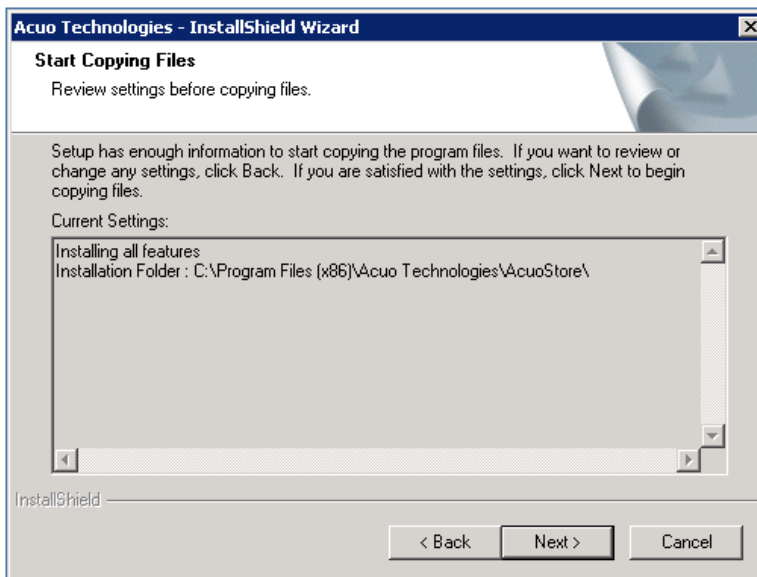 Acuo Technologies - InstallShield Wizard
Start Copying Files
Review settings before copying files.
Setup has enough information to start copying the program files.  If you want to review or
change any settings, click Back.  If you are satisfied with the settings, click Next to begin
copying files.
Current Settings:
Installing all features
Installation Folder : C:\Program Files (x86)\Acuo Technologies\AcuoStore\
InstallShield
< Back
Next >
Cancel